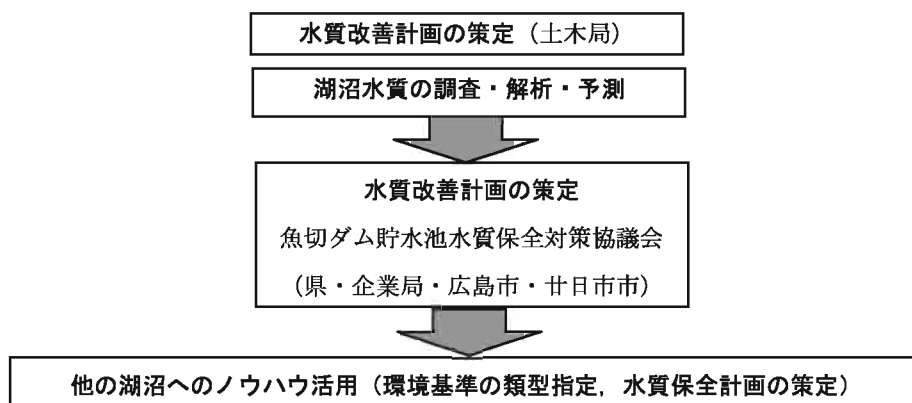 水質改善計画の策定（土木局）
湖沼水質の調査・解析・予測
水質改善計画の策定
魚切ダム貯水池水質保全対策協議会
（県・企業局・広島市・廿日市市）
他の湖沼へのノウハウ活用（環境基準の類型指定，水質保全計画の策定）